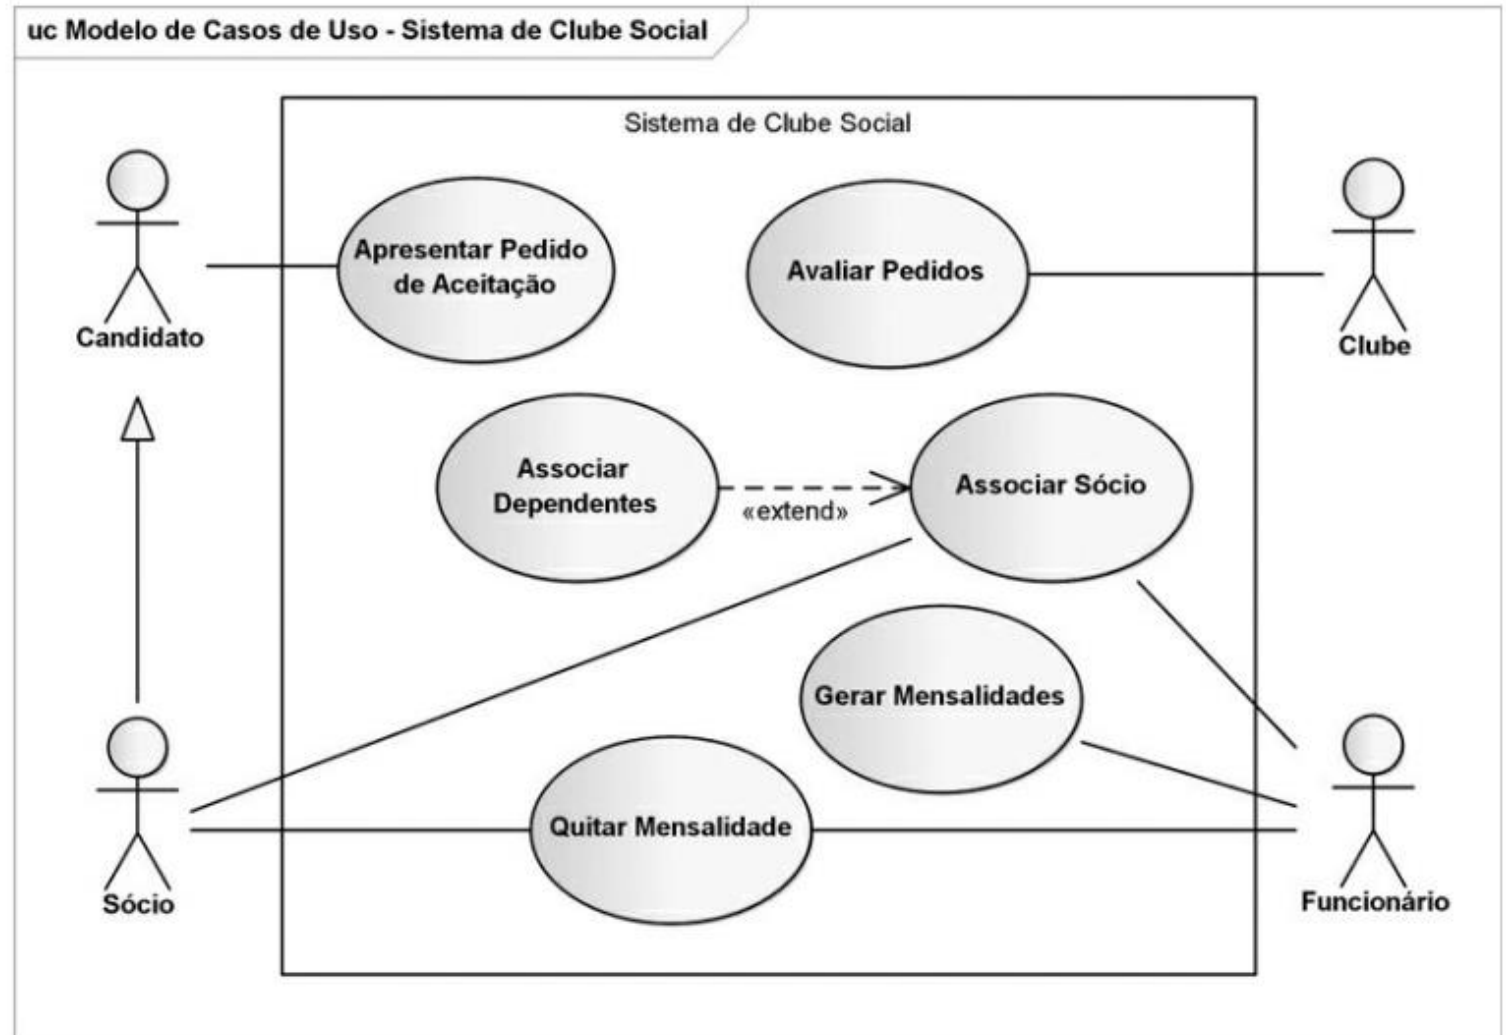 uc Modelo de Casos de Uso - Sistema de Clube Social
Sistema de Clube Social
Apresentar Pedido
de Aceitação
Avaliar Pedidos
Candidato
Clube
Associar
Dependentes
«extend»
Associar Sócio
Gerar Mensalidades
Quitar Mensalidade
Sócio
Funcionário